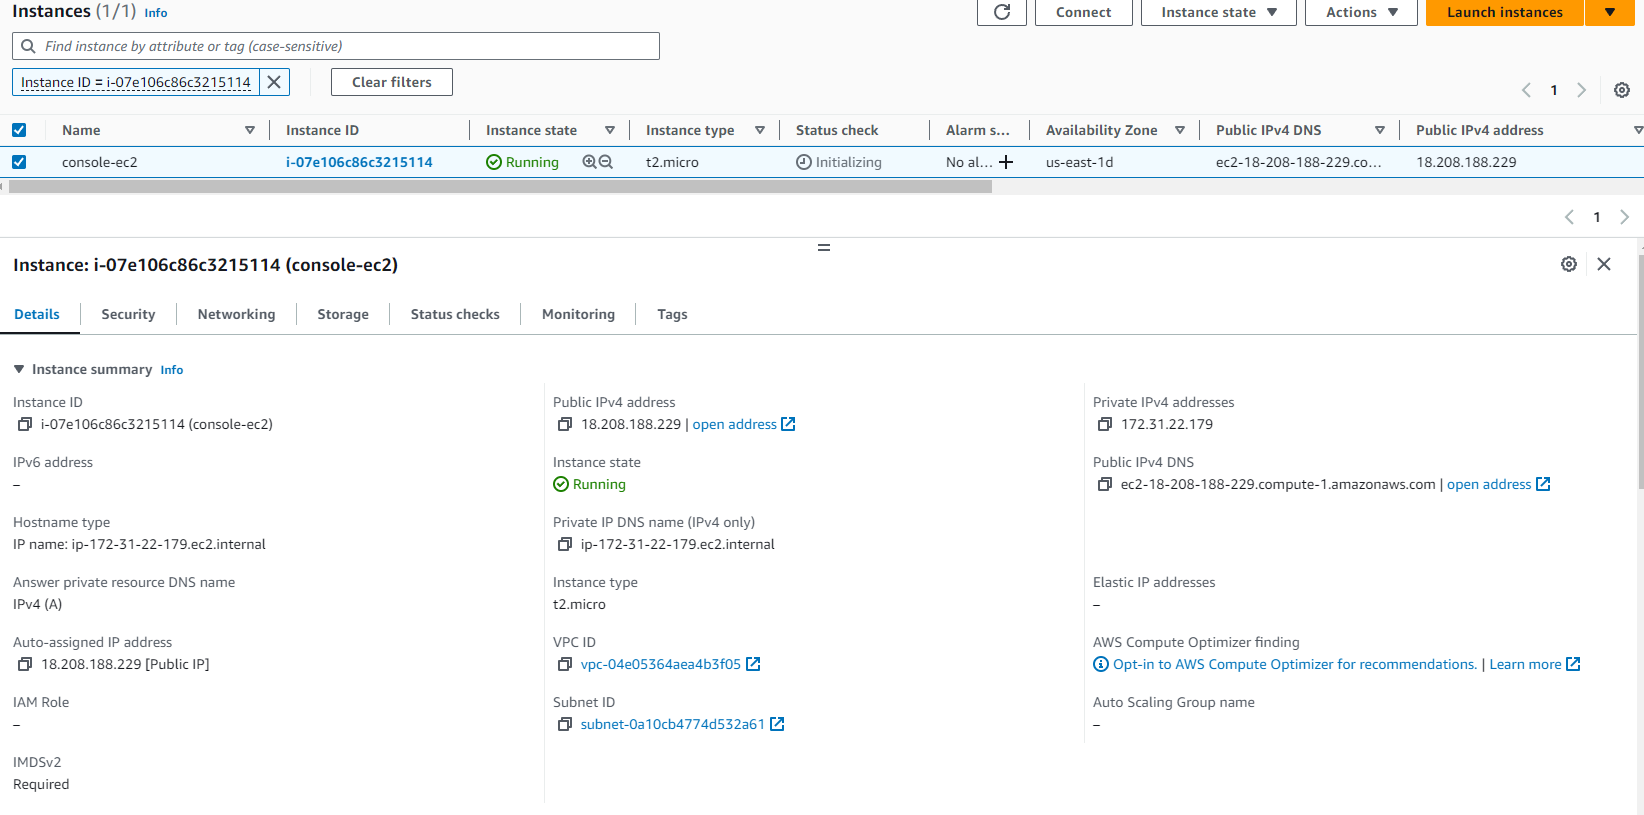 Instances (1/1) Info
Connect
Instance state
Actions
Launch instances
Find instance by attribute or tag (case-sensitive)
Instance ID = i-07e106c86c3215114
Clear filters
1
Name Instance ID Instance state Instance type Status check Alarm s... Availability Zone Public IPv4 DNS Public IPv4 address
console-ec2 i-07e106c86c3215114 Running t2.micro Initializing No al... us-east-1d ec2-18-208-188-229.co... 18.208.188.229
1
Instance: i-07e106c86c3215114 (console-ec2)
Details Security Networking Storage Status checks Monitoring Tags
Instance summary Info
Instance ID
i-07e106c86c3215114 (console-ec2)
Public IPv4 address
18.208.188.229 | open address
Private IPv4 addresses
172.31.22.179
IPv6 address
–
Instance state
Running
Public IPv4 DNS
ec2-18-208-188-229.compute-1.amazonaws.com | open address
Hostname type
IP name: ip-172-31-22-179.ec2.internal
Private IP DNS name (IPv4 only)
ip-172-31-22-179.ec2.internal
Answer private resource DNS name
IPv4 (A)
Instance type
t2.micro
Elastic IP addresses
–
Auto-assigned IP address
18.208.188.229 [Public IP]
VPC ID
vpc-04e05364aea4b3f05
AWS Compute Optimizer finding
Opt-in to AWS Compute Optimizer for recommendations. | Learn more
IAM Role
–
Subnet ID
subnet-0a10cb4774d532a61
Auto Scaling Group name
–
IMDSv2
Required